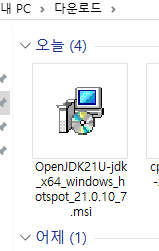 내 PC > 다운로드 >
오늘 (4)
OpenJDK21U-jdk
_x64_windows_h
otspot_21.0.10_7
.msi
cp
어제 (1)